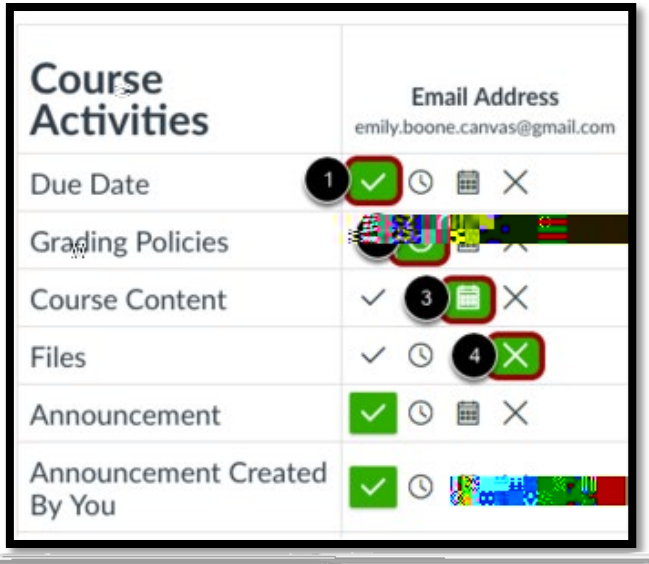 Course
Activities
Email Address
emily.boone.canvas@gmail.com
Due Date
1
Grading Policies
Course Content
3
Files
4
Announcement
Announcement Created
By You